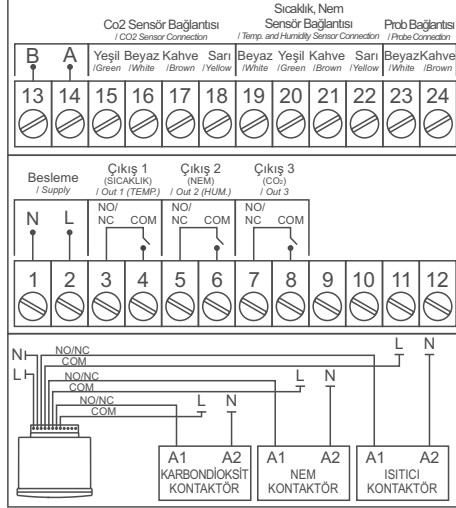 Co2 Sensör Bağlantısı
/ CO2 Sensor Connection
Sıcaklık, Nem
Sensör Bağlantısı
/ Temp. and Humidity Sensor Connection
Prob Bağlantısı
/ Probe Connection
B A Yeşil Beyaz Kahve Sarı Beyaz Yeşil Kahve Sarı Beyaz Kahve
/Green /White /Brown /Yellow /White /Green /Brown /Yellow /White /Brown
13 14 15 16 17 18 19 20 21 22 23 24
Besleme
/ Supply
Çıkış 1
(SICAKLIK)
/ Out 1 (TEMP.)
Çıkış 2
(NEM)
/ Out 2 (HUM.)
Çıkış 3
(CO₂)
/ Out 3
N L
NO/
NC COM
NO/
NC COM
NO/
NC COM
1 2 3 4 5 6 7 8 9 10 11 12
N
L
NO/NC
COM
L N
NO/NC
COM
L N
NO/NC
COM
L N
A1 A2
KARBONDİOKSİT
KONTAKTÖR
A1 A2
NEM
KONTAKTÖR
A1 A2
ISITICI
KONTAKTÖR